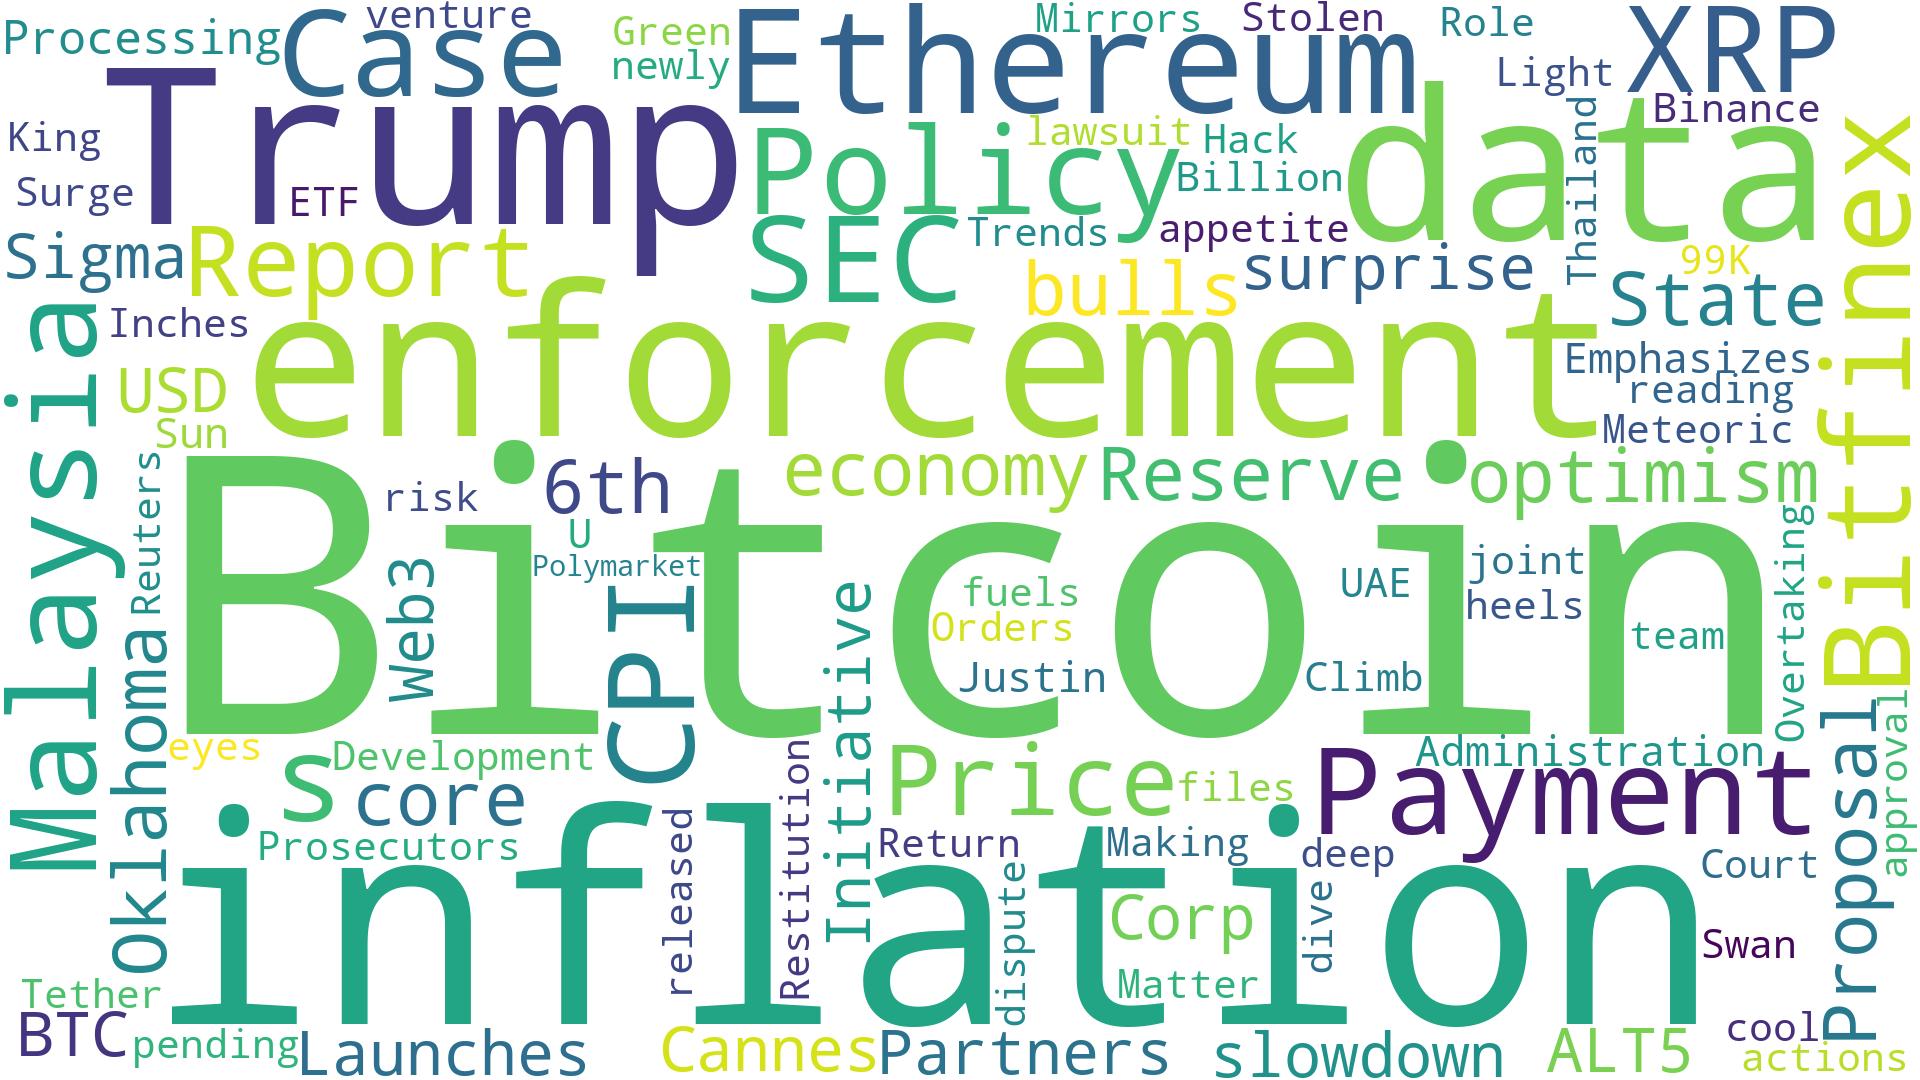 Processing
Case
venture
Green
newly
Ethereum
Mirrors
Stolen
Role
Light
XRP
Binance
King
Surge
Trump
ETF
Policy
lawsuit
Hack
Billion
data
Thailand
Sigma
Report
SEC
Trends
appetite
bulls
surprise
99K
State
Malaysia
Inches
enforcement
Emphasizes
reading
Meteoric
Bitfinex
USD
Sun
Reuters
risk
6th
economy
Reserve
optimism
Bitcoin
U
Polymarket
Web3
CPI
Initiative
fuels
Orders
Justin
UAE
Climb
joint
heels
team
Overtaking
Oklahoma
eyes
Development
s
core
Prosecutors
released
Restitution
Price
files
Payment
Administration
Proposal
approval
inflation
Return
Making
deep
Court
dispute
Corp
Matter
dive
Swan
Tether
BTC
pending
Launches
Cannes
Partners
slowdown
ALT5
cool
actions